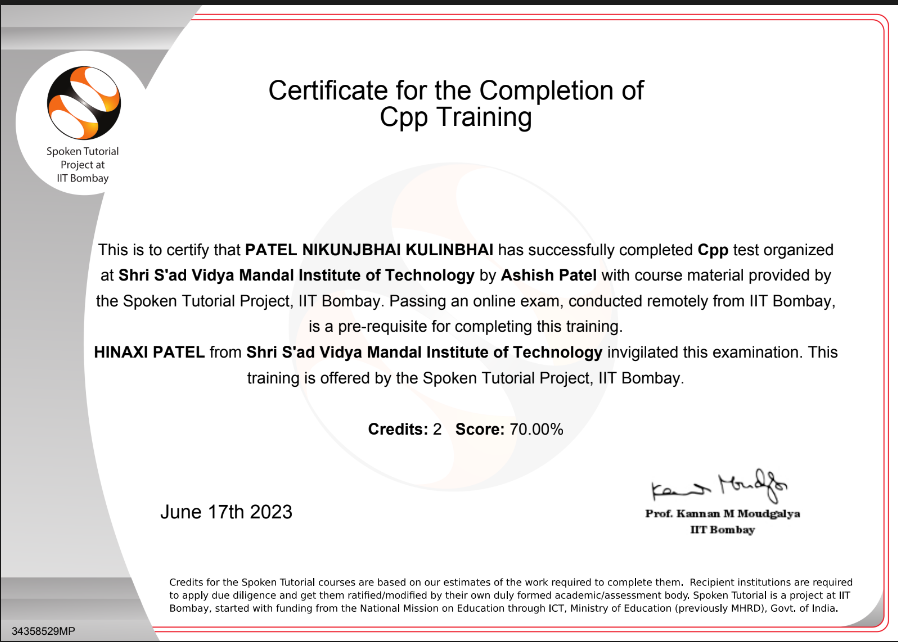 Spoken Tutorial
Project at
IIT Bombay
Certificate for the Completion of
Cpp Training
This is to certify that PATEL NIKUNJBHAI KULINBHAI has successfully completed Cpp test organized
at Shri S'ad Vidya Mandal Institute of Technology by Ashish Patel with course material provided by
the Spoken Tutorial Project, IIT Bombay. Passing an online exam, conducted remotely from IIT Bombay,
is a pre-requisite for completing this training.
HINAXI PATEL from Shri S'ad Vidya Mandal Institute of Technology invigilated this examination. This
training is offered by the Spoken Tutorial Project, IIT Bombay.
Credits: 2 Score: 70.00%
June 17th 2023
Prof. Kannan M Moudgalya
IIT Bombay
Credits for the Spoken Tutorial courses are based on our estimates of the work required to complete them. Recipient institutions are required
to apply due diligence and get them ratified/modified by their own duly formed academic/assessment body. Spoken Tutorial is a project at IIT
Bombay, started with funding from the National Mission on Education through ICT, Ministry of Education (previously MHRD), Govt. of India.
34358529MP